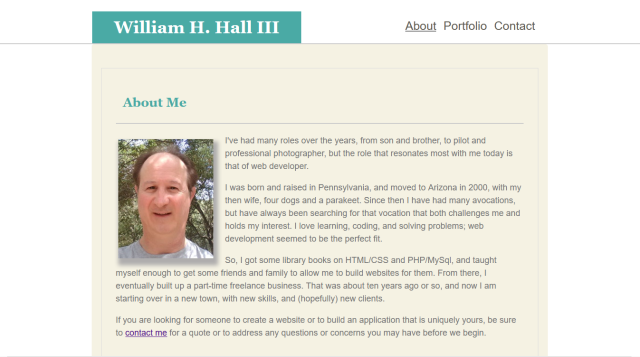 William H. Hall III
About Portfolio Contact
About Me
I've had many roles over the years, from son and brother, to pilot and
professional photographer, but the role that resonates most with me today is
that of web developer.
I was born and raised in Pennsylvania, and moved to Arizona in 2000, with my
then wife, four dogs and a parakeet. Since then I have had many avocations,
but have always been searching for that vocation that both challenges me and
holds my interest. I love learning, coding, and solving problems; web
development seemed to be the perfect fit.
So, I got some library books on HTML/CSS and PHP/MySql, and taught
myself enough to get some friends and family to allow me to build websites for them. From there, I
eventually built up a part-time freelance business. That was about ten years ago or so, and now I am
starting over in a new town, with new skills, and (hopefully) new clients.
If you are looking for someone to create a website or to build an application that is uniquely yours, be sure
to contact me for a quote or to address any questions or concerns you may have before we begin.